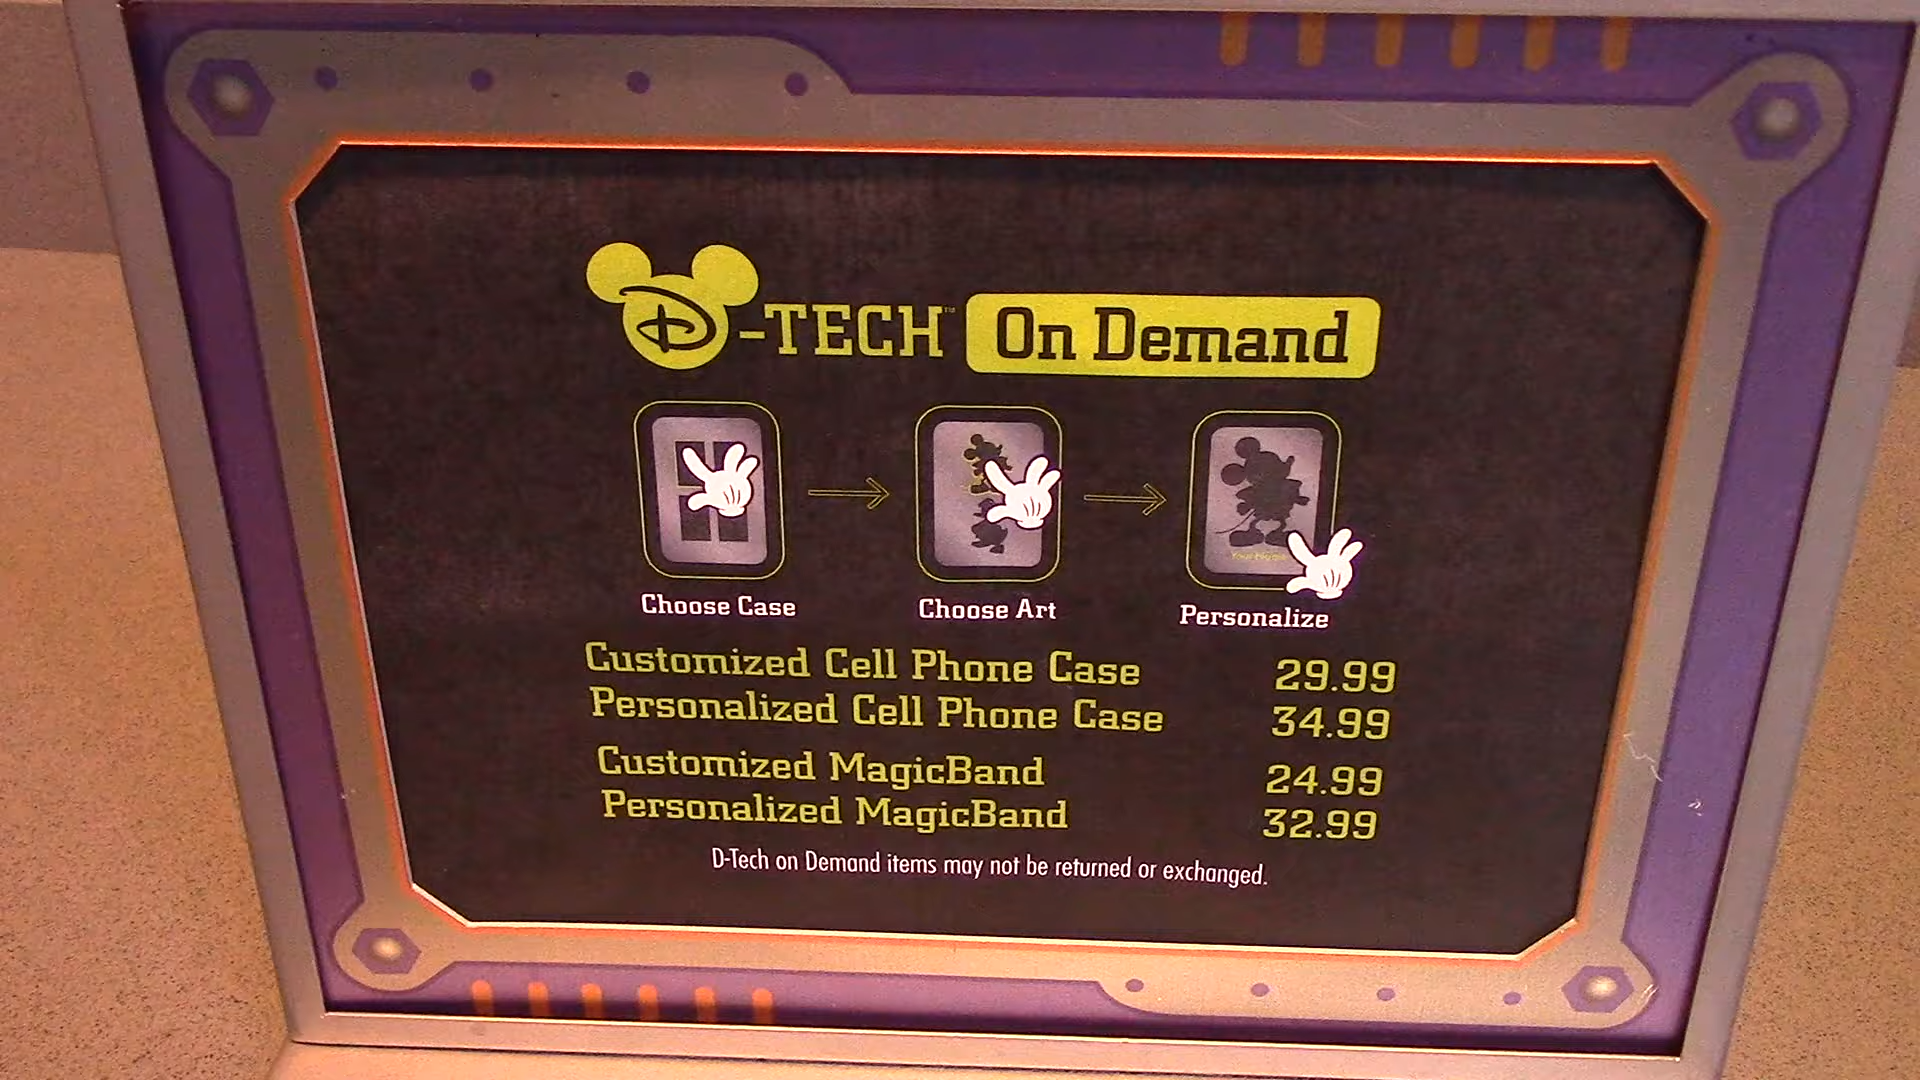 D-TECH™ On Demand
Choose Case
Choose Art
Personalize
Customized Cell Phone Case 29.99
Personalized Cell Phone Case 34.99
Customized MagicBand 24.99
Personalized MagicBand 32.99
D-Tech on Demand items may not be returned or exchanged.